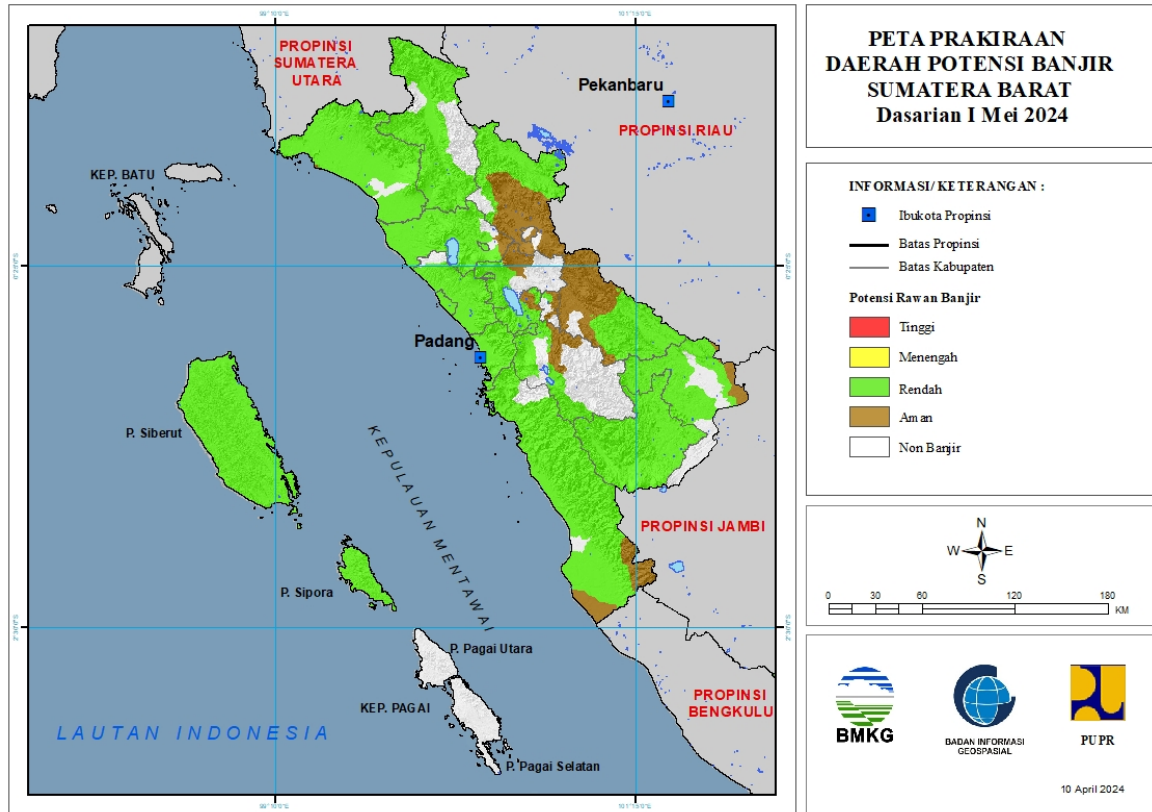 PETA PRAKIRAAN
DAERAH POTENSI BANJIR
SUMATERA BARAT
Dasarian I Mei 2024
INFORMASI/ KETERANGAN :
Ibukota Propinsi
Batas Propinsi
Batas Kabupaten
Potensi Rawan Banjir
Tinggi
Menengah
Rendah
Aman
Non Banjir
N
W E
S
0 30 60 120 180
KM
BMKG
BADAN INFORMASI
GEOSPASIAL
PUPR
10 April 2024
PROPINSI
SUMATERA
UTARA
Pekanbaru
PROPINSI RIAU
KEP. BATU
Padang
P. Siberut
KEPULAUAN MENTAWAI
PROPINSI JAMBI
P. Sipora
P. Pagai Utara
KEP. PAGAI
PROPINSI
BENGKULU
LAUTAN INDONESIA
P. Pagai Selatan